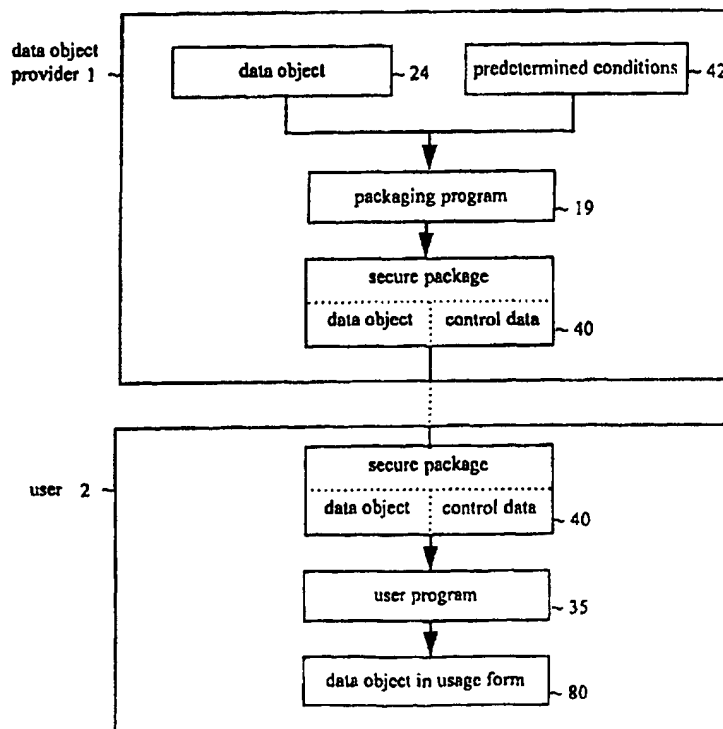 data object
provider 1
data object
24
predetermined conditions
42
packaging program
19
secure package
data object
control data
40
user 2
secure package
data object
control data
40
user program
35
data object in usage form
80